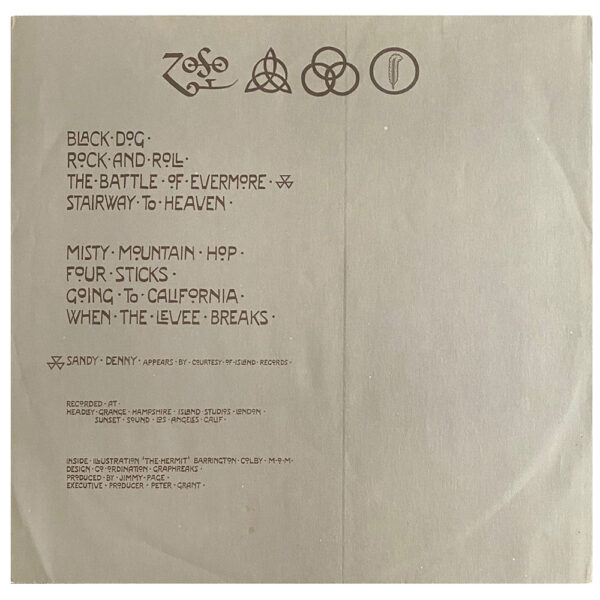 ZoSo
BLACK·DOG·
ROCK·AND·ROLL·
THE·BATTLE·OF·EVERMORE·
STAIRWAY·TO·HEAVEN·
MISTY·MOUNTAIN·HOP·
FOUR·STICKS·
GOING·TO·CALIFORNIA·
WHEN·THE·LEVEE·BREAKS·
SANDY·DENNY·APPEARS·BY·COURTESY·OF·ISLAND·RECORDS·
RECORDED·AT·
HEADLEY·GRANGE·HAMPSHIRE·ISLAND·STUDIOS·LONDON·
SUNSET·SOUND·LOS·ANGELES·CALIF·
INSIDE·ILLUSTRATION·'THE·HERMIT'·BARRINGTON·COLBY·M·O·M·
DESIGN·CO·ORDINATION·GRAPHREAKS·
PRODUCED·BY·JIMMY·PAGE·
EXECUTIVE·PRODUCER·PETER·GRANT·